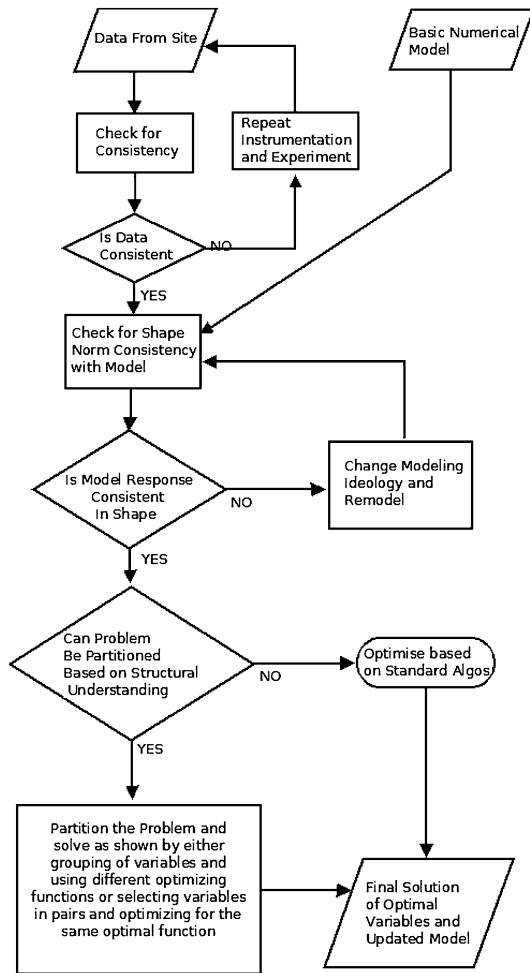 Data From Site
Basic Numerical
Model
Check for
Consistency
Repeat
Instrumentation
and Experiment
Is Data
Consistent
NO
YES
Check for Shape
Norm Consistency
with Model
Is Model Response
Consistent
In Shape
NO
Change Modeling
Ideology and
Remodel
YES
Can Problem
Be Partitioned
Based on Structural
Understanding
NO
Optimise based
on Standard Algos
YES
Partition the Problem and
solve as shown by either
grouping of variables and
using different optimizing
functions or selecting variables
in pairs and optimizing for the
same optimal function
Final Solution
of Optimal
Variables and
Updated Model